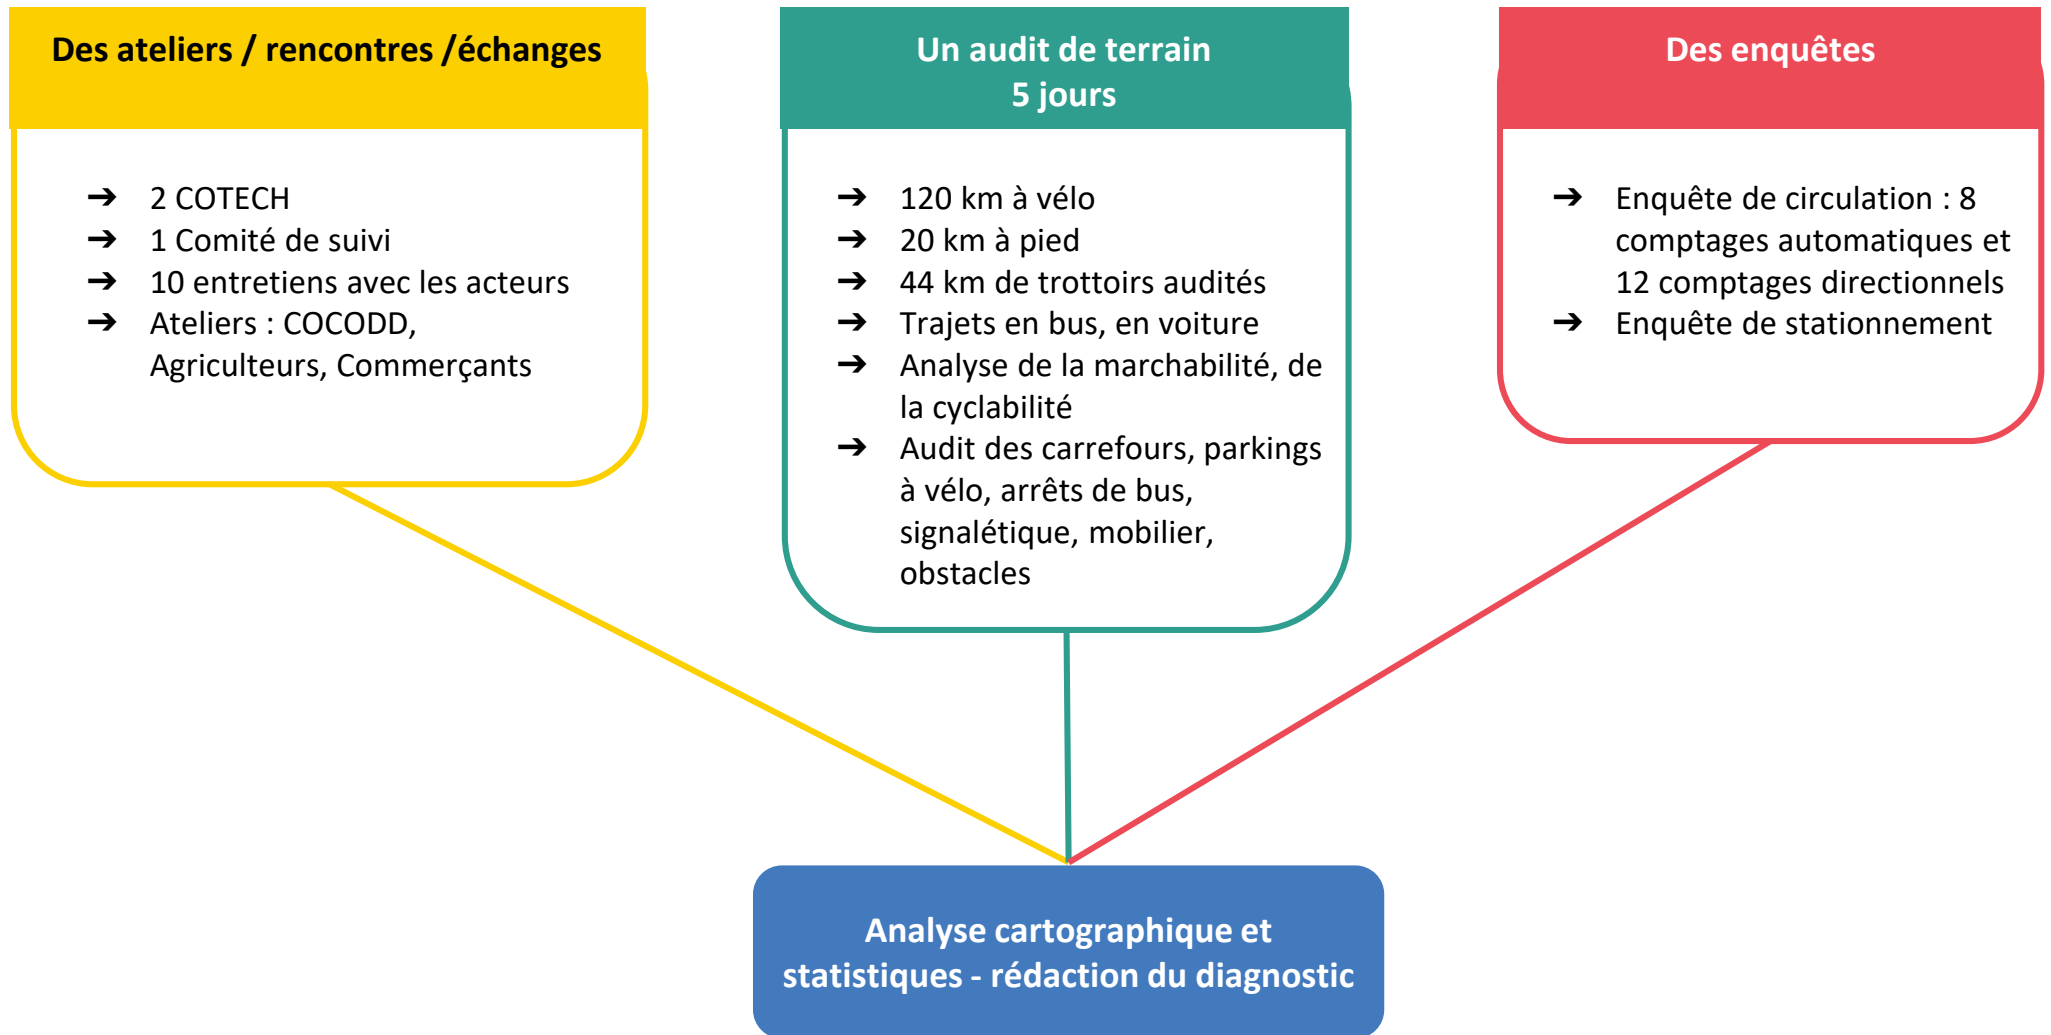 Des ateliers / rencontres /échanges
➔ 2 COTECH
➔ 1 Comité de suivi
➔ 10 entretiens avec les acteurs
➔ Ateliers : COCODD,
Agriculteurs, Commerçants
Un audit de terrain
5 jours
➔ 120 km à vélo
➔ 20 km à pied
➔ 44 km de trottoirs audités
➔ Trajets en bus, en voiture
➔ Analyse de la marchabilité, de
la cyclabilité
➔ Audit des carrefours, parkings
à vélo, arrêts de bus,
signalétique, mobilier,
obstacles
Des enquêtes
➔ Enquête de circulation : 8
comptages automatiques et
12 comptages directionnels
➔ Enquête de stationnement
Analyse cartographique et
statistiques - rédaction du diagnostic